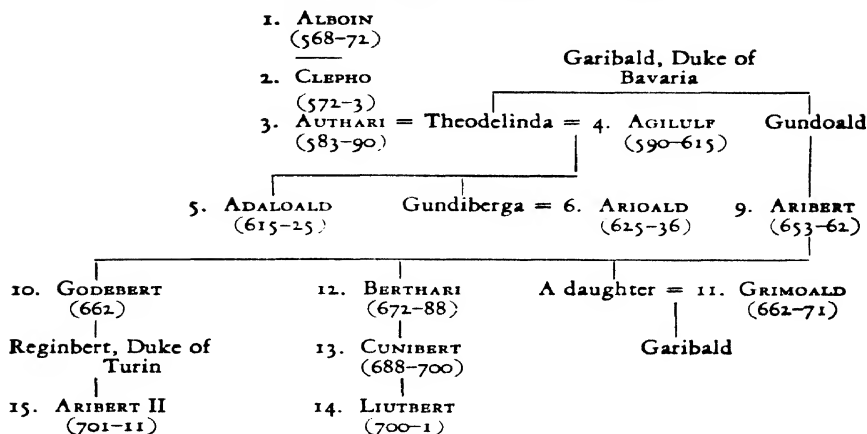 1. ALBOIN
(568-72)
Garibald, Duke of
Bavaria
2. CLEPHO
(572-3)
3. AUTHARI = Theodelinda = 4. AGILULF Gundoald
(583-90) (590-615)
5. ADALOALD Gundiberga = 6. ARIOALD 9. ARIBERT
(615-25) (625-36) (653-62)
10. GODEBERT 12. BERTHARI A daughter = 11. GRIMOALD
(662) (672-88) (662-71)
Reginbert, Duke of 13. CUNIBERT Garibald
Turin (688-700)
15. ARIBERT II 14. LIUTBERT
(701-11) (700-1)